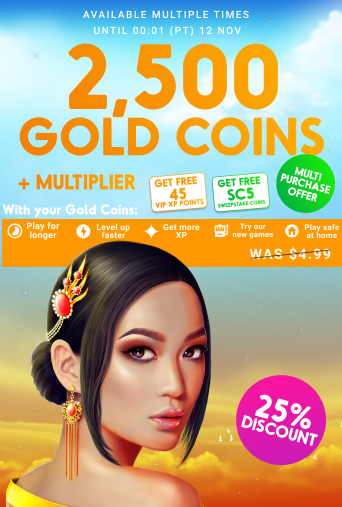 AVAILABLE MULTIPLE TIMES
UNTIL 00:01 (PT) 12 NOV
2,500
GOLD COINS
+ MULTIPLIER
GET FREE
45
VIP XP POINTS
GET FREE
SC5
SWEEPSTAKE COINS
MULTI
PURCHASE
OFFER
With your Gold Coins:
Play for
longer
Level up
faster
Get more
XP
Try our
new games
Play safe
at home
WAS $4.99
25%
DISCOUNT